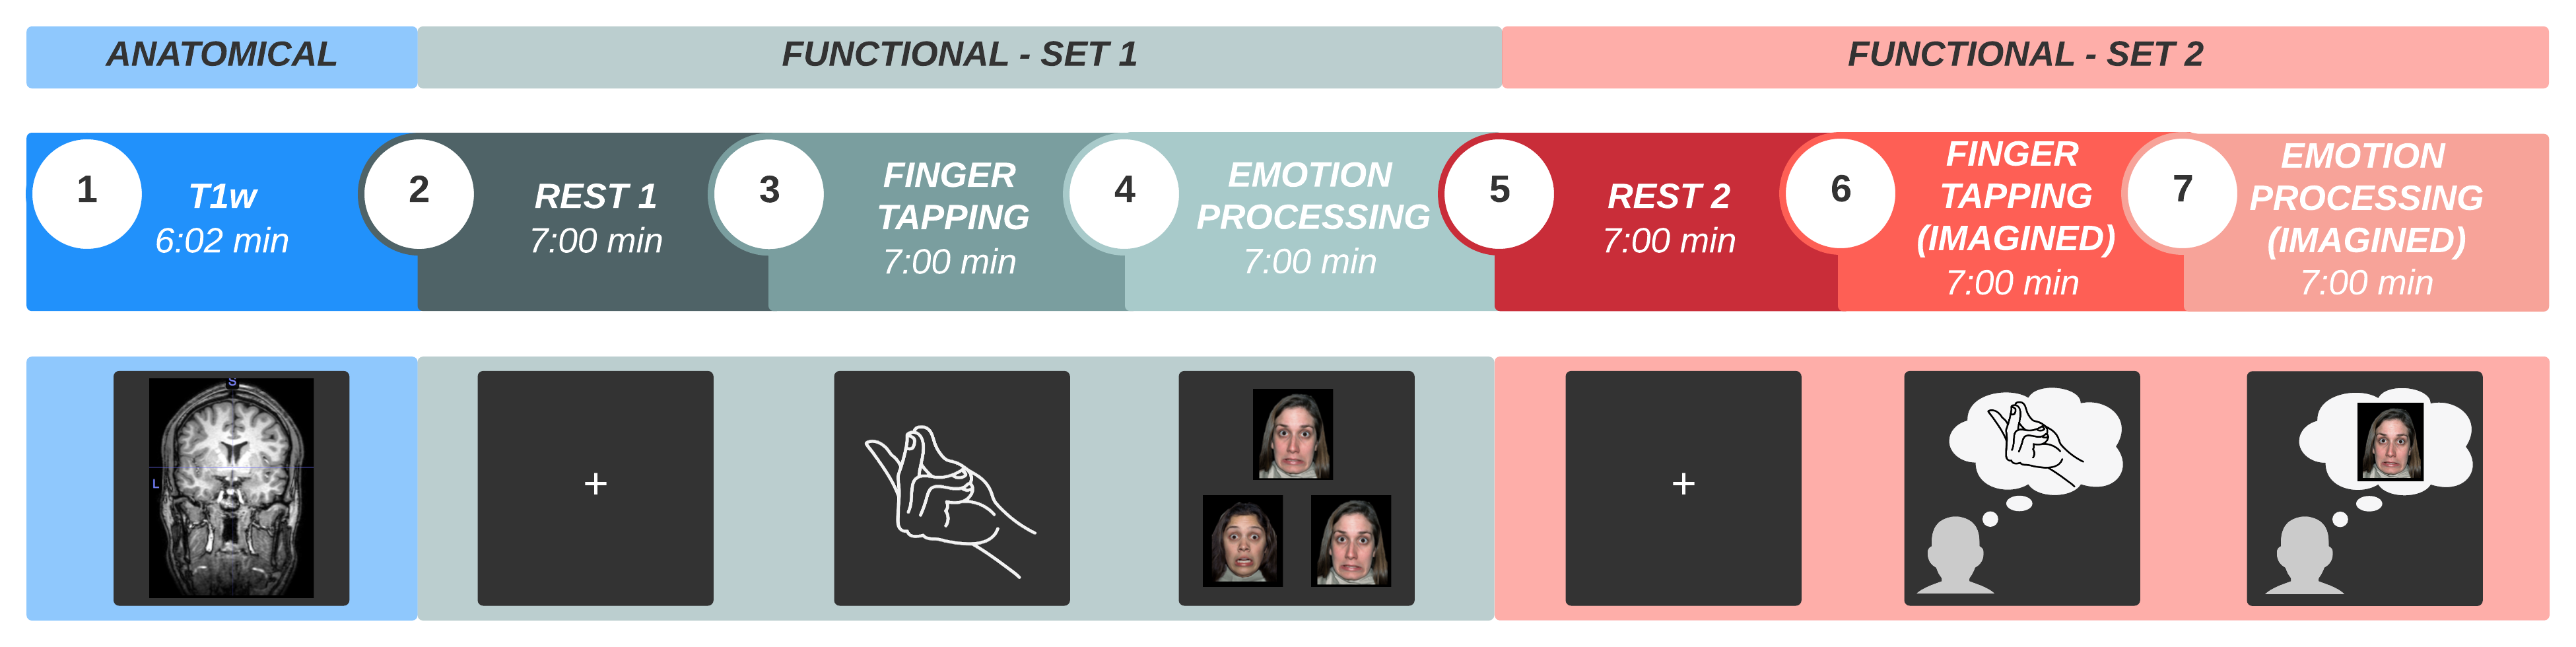 ANATOMICAL
FUNCTIONAL - SET 1
FUNCTIONAL - SET 2
1
T1w
6:02 min
2
REST 1
7:00 min
3
FINGER
TAPPING
7:00 min
4
EMOTION
PROCESSING
7:00 min
5
REST 2
7:00 min
6
FINGER
TAPPING
(IMAGINED)
7:00 min
7
EMOTION
PROCESSING
(IMAGINED)
7:00 min
S
L
+
+